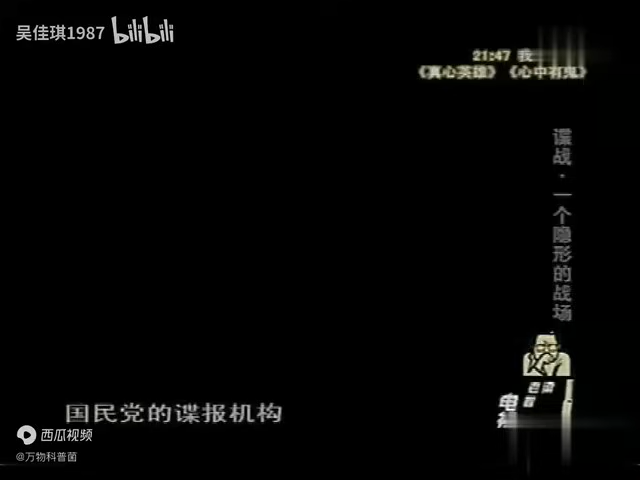 吴佳琪1987 bilibili
21:47 我
《真心英雄》《心中有鬼》
谍战·一个隐形的战场
老梁
电
国民党的谍报机构
西瓜视频
@万物科普菌